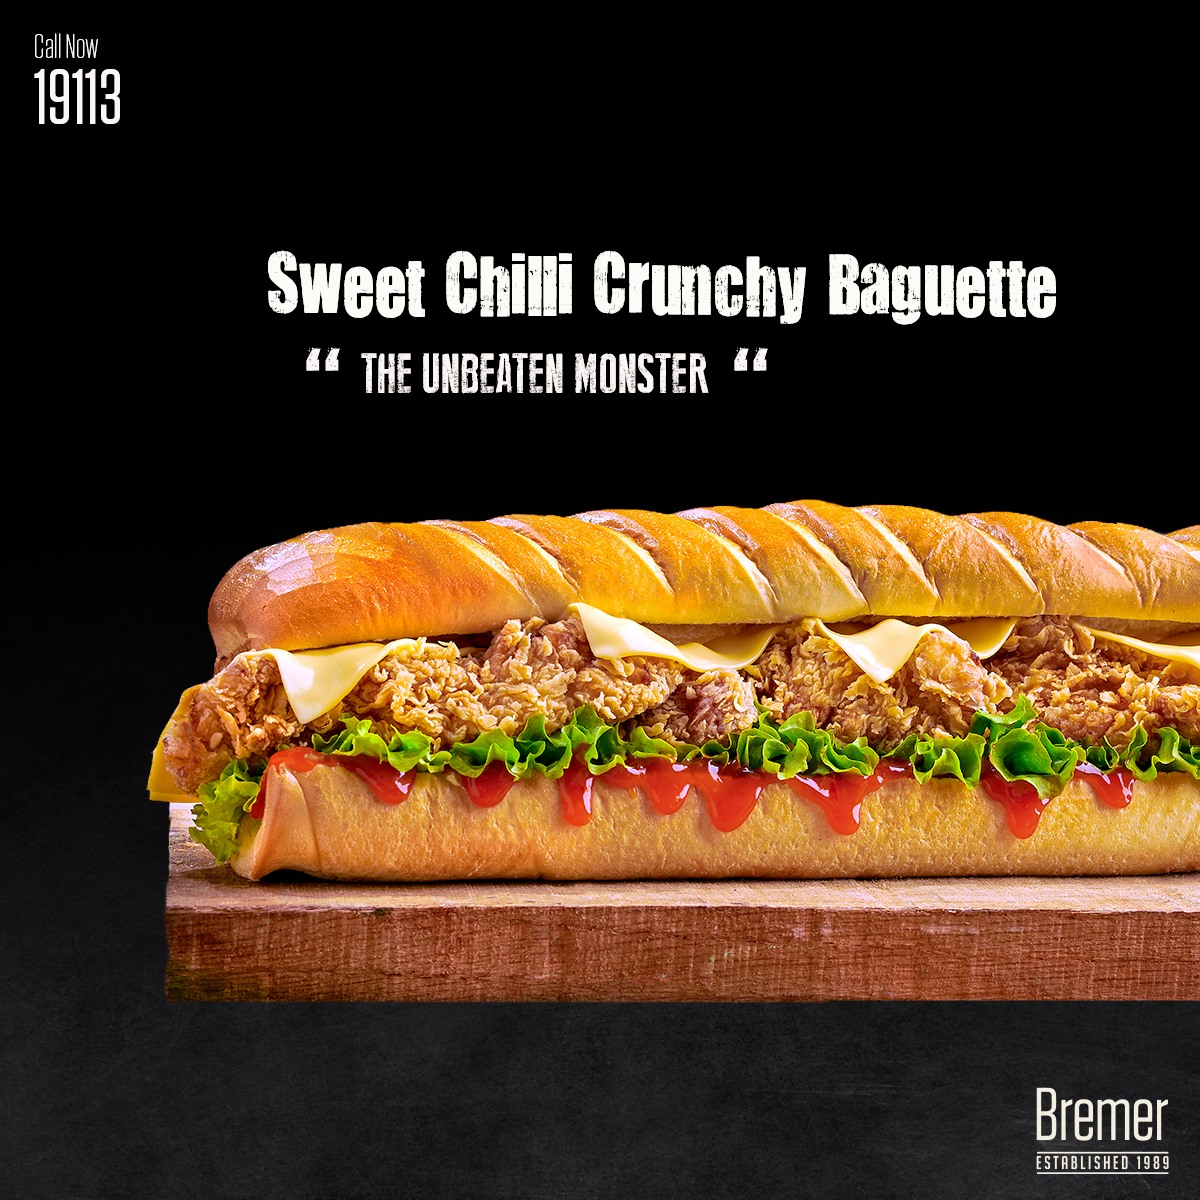 Call Now
19113
Sweet Chilli Crunchy Baguette
“ THE UNBEATEN MONSTER “
Bremer
ESTABLISHED 1989